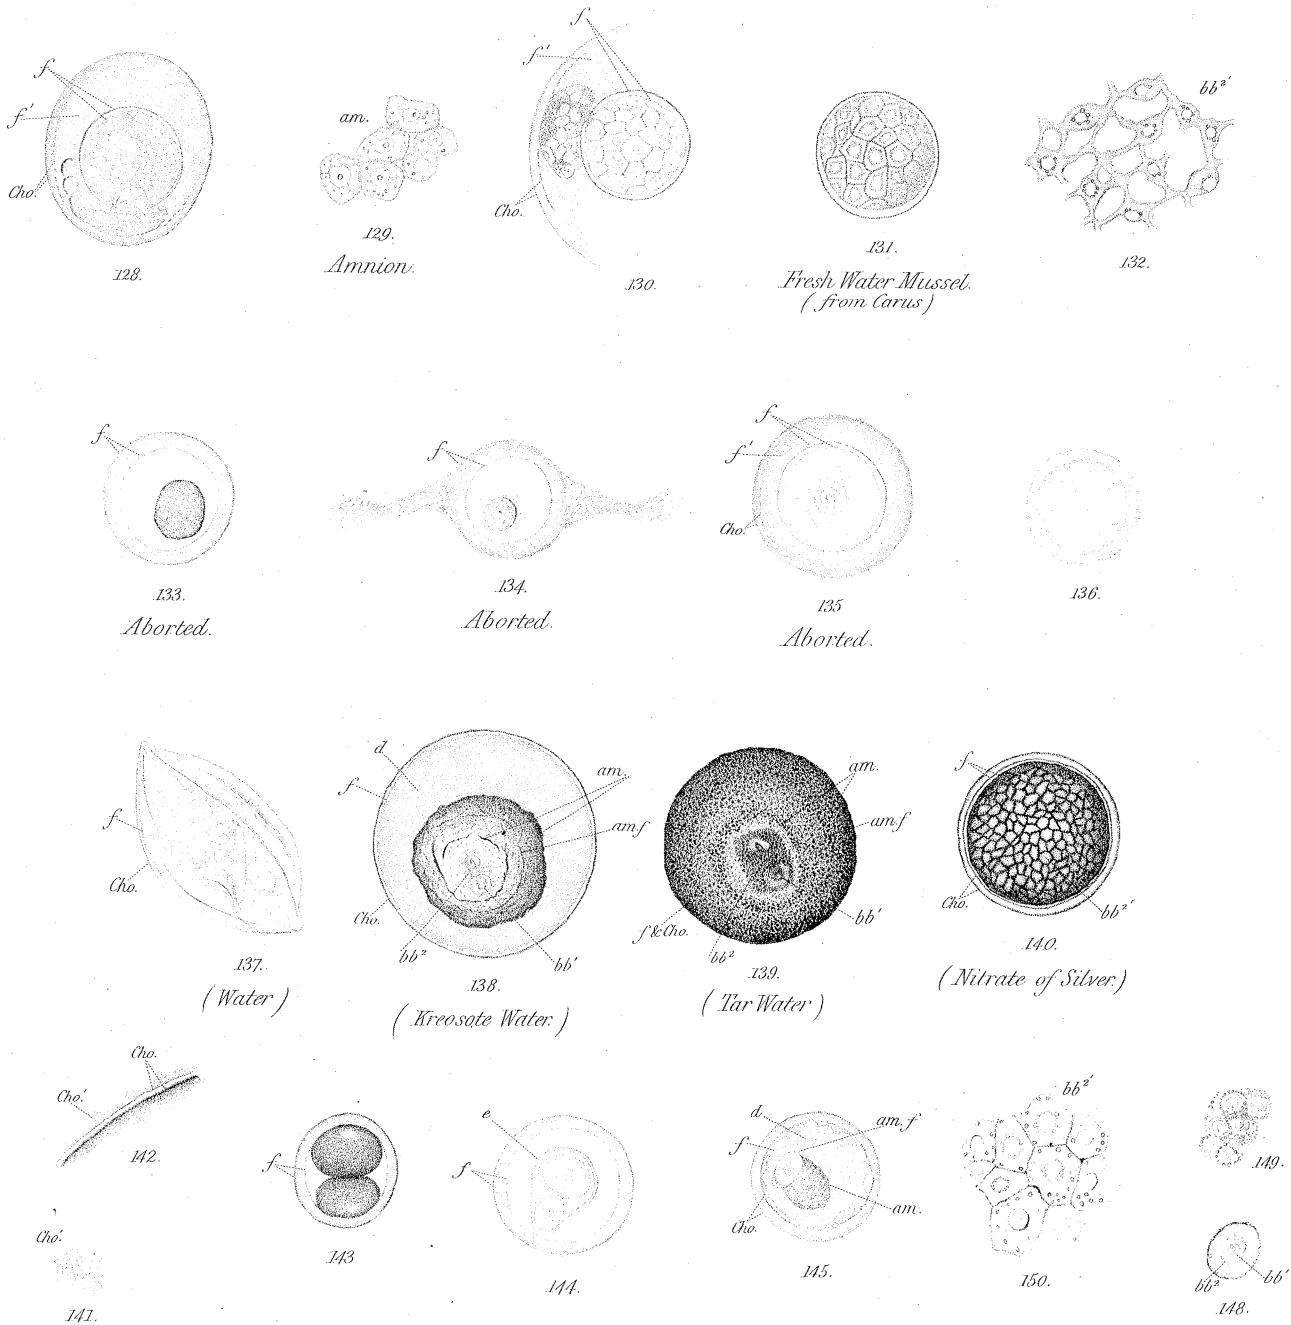 f
f'
Cho.
128.
am.
129.
Amnion.
f
f'
Cho.
130.
131.
Fresh Water Mussel.
(from Carus)
bb²'
132.
f
133.
Aborted.
f
134.
Aborted.
f
f'
Cho.
135
Aborted.
136.
f
Cho.
137.
(Water)
d
f
am.
am.f
Cho.
bb²
bb'
138.
(Kreosote Water.)
am.
am.f
f & Cho.
bb'
bb²
139.
(Tar Water)
f
Cho.
bb²'
140.
(Nitrate of Silver.)
Cho.
Cho.'
142.
Cho.'
141.
f
143
e
f
144.
d
f
am.f
Cho.
am.
145.
bb²'
150.
149.
bb²
bb'
148.